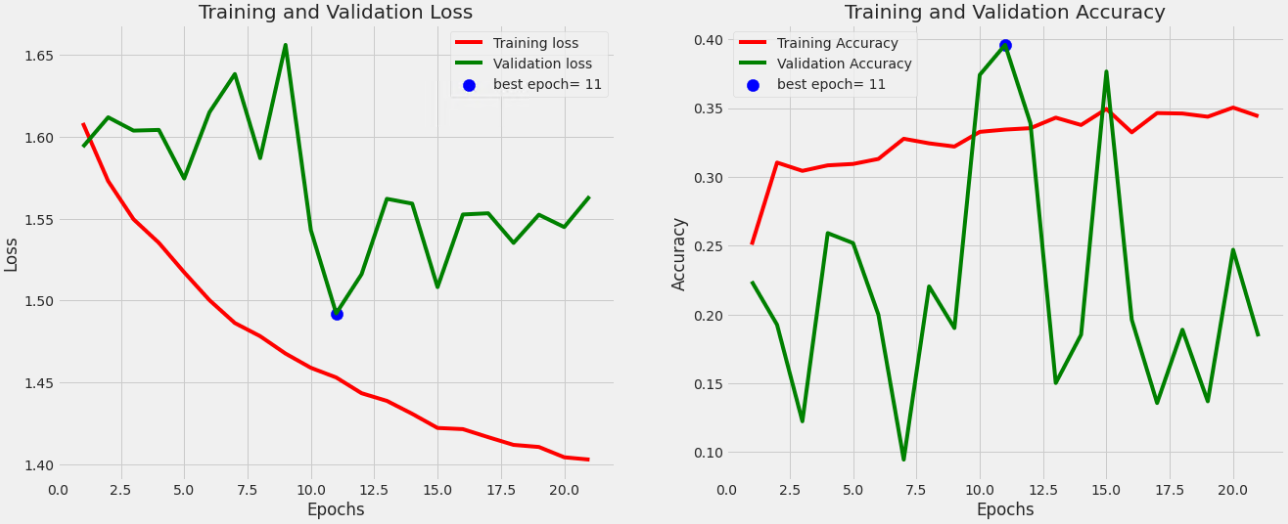 Training and Validation Loss
Training loss
Validation loss
best epoch= 11
1.65
1.60
1.55
1.50
1.45
1.40
Loss
0.0 2.5 5.0 7.5 10.0 12.5 15.0 17.5 20.0
Epochs
Training and Validation Accuracy
Training Accuracy
Validation Accuracy
best epoch= 11
0.40
0.35
0.30
0.25
0.20
0.15
0.10
Accuracy
0.0 2.5 5.0 7.5 10.0 12.5 15.0 17.5 20.0
Epochs